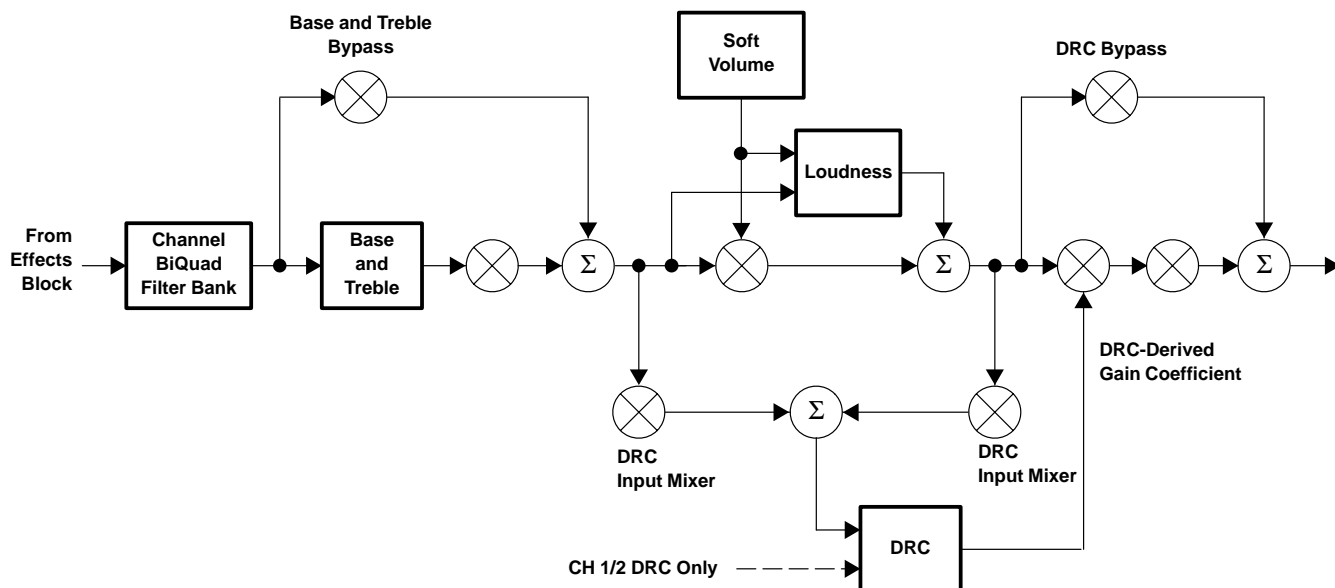 Base and Treble
Bypass
Soft
Volume
DRC Bypass
Loudness
From
Effects
Block
Channel
BiQuad
Filter Bank
Base
and
Treble
Σ
Σ
Σ
DRC-Derived
Gain Coefficient
Σ
DRC
Input Mixer
DRC
Input Mixer
DRC
CH 1/2 DRC Only